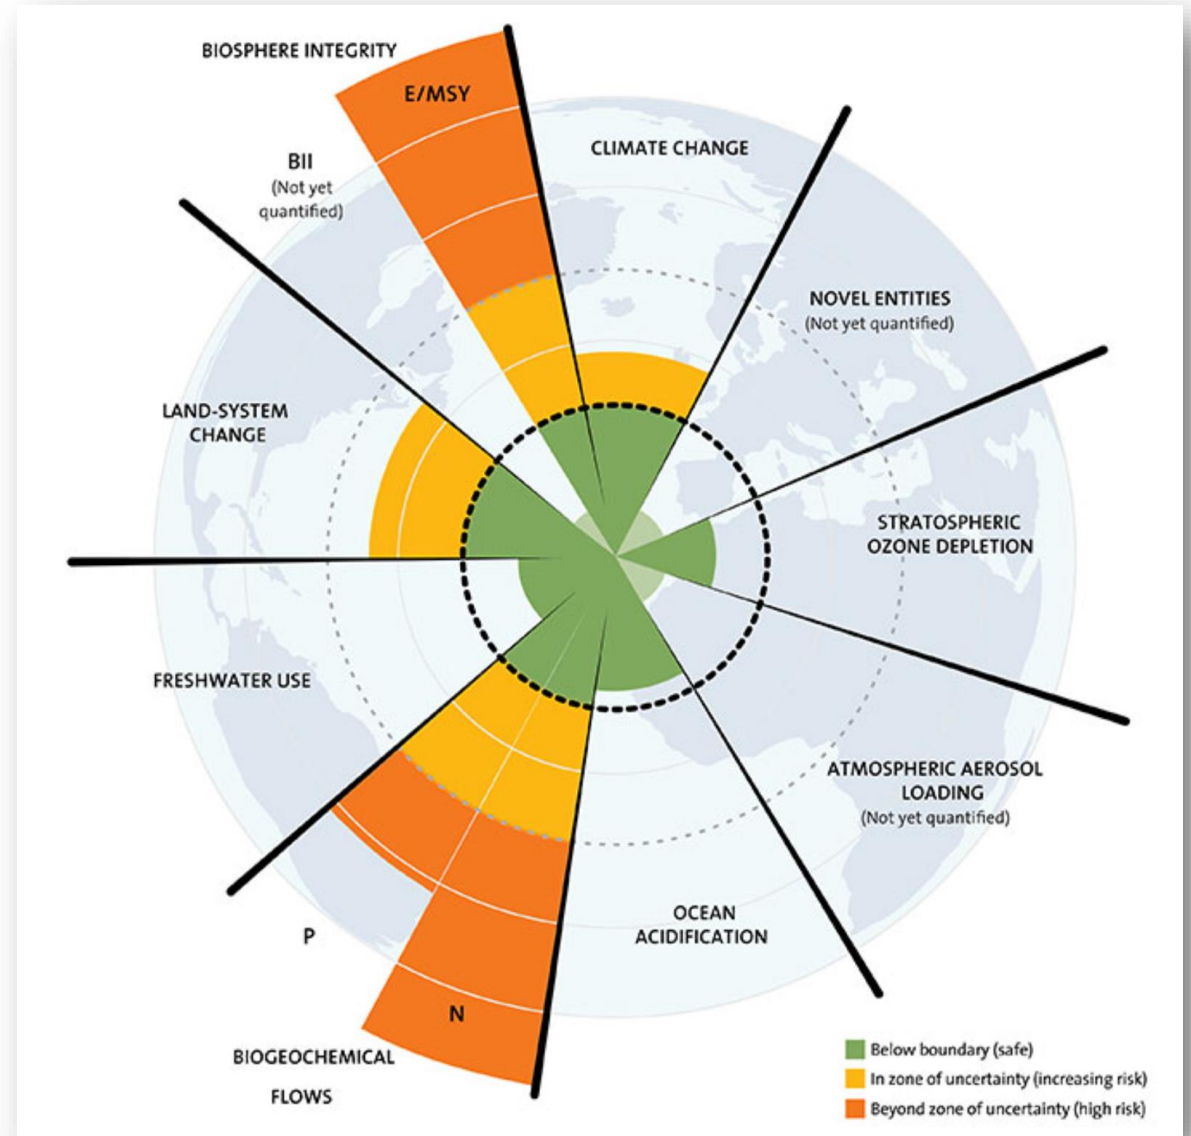 BIOSPHERE INTEGRITY
E/MSY
BII
(Not yet
quantified)
CLIMATE CHANGE
NOVEL ENTITIES
(Not yet quantified)
LAND-SYSTEM
CHANGE
STRATOSPHERIC
OZONE DEPLETION
FRESHWATER USE
ATMOSPHERIC AEROSOL
LOADING
(Not yet quantified)
OCEAN
ACIDIFICATION
P
N
BIOGEOCHEMICAL
FLOWS
Below boundary (safe)
In zone of uncertainty (increasing risk)
Beyond zone of uncertainty (high risk)